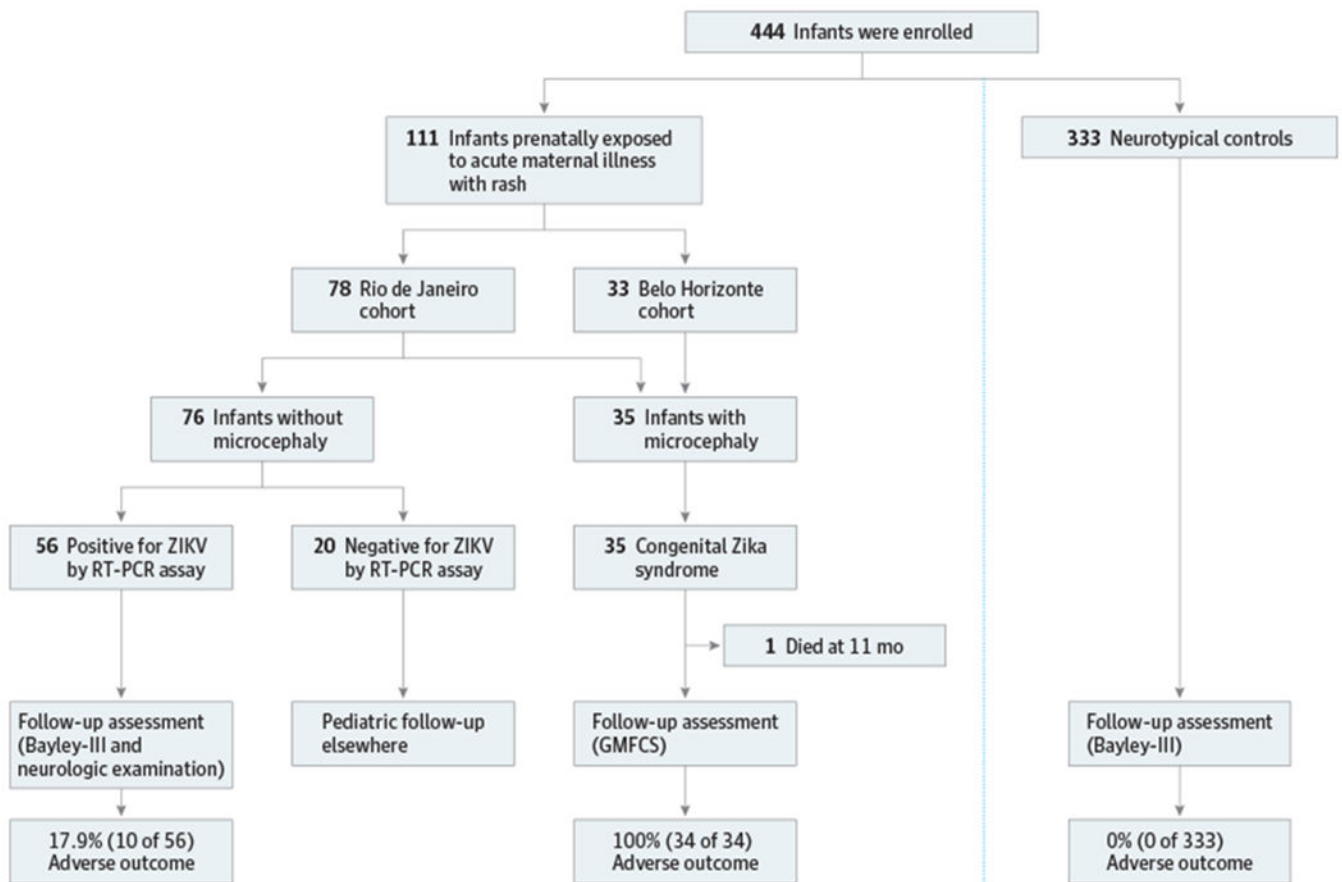 444 Infants were enrolled
111 Infants prenatally exposed
to acute maternal illness
with rash
333 Neurotypical controls
78 Rio de Janeiro
cohort
33 Belo Horizonte
cohort
76 Infants without
microcephaly
35 Infants with
microcephaly
56 Positive for ZIKV
by RT-PCR assay
20 Negative for ZIKV
by RT-PCR assay
35 Congenital Zika
syndrome
1 Died at 11 mo
Follow-up assessment
(Bayley-III and
neurologic examination)
Pediatric follow-up
elsewhere
Follow-up assessment
(GMFCS)
Follow-up assessment
(Bayley-III)
17.9% (10 of 56)
Adverse outcome
100% (34 of 34)
Adverse outcome
0% (0 of 333)
Adverse outcome